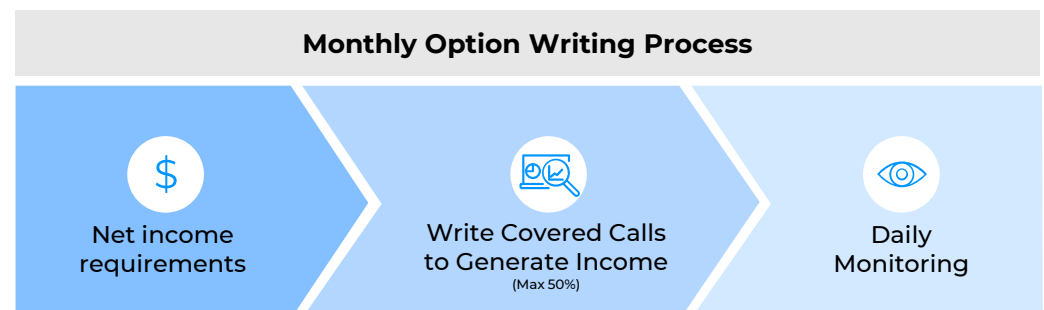 Monthly Option Writing Process
$
Net income
requirements
Write Covered Calls
to Generate Income
(Max 50%)
Daily
Monitoring